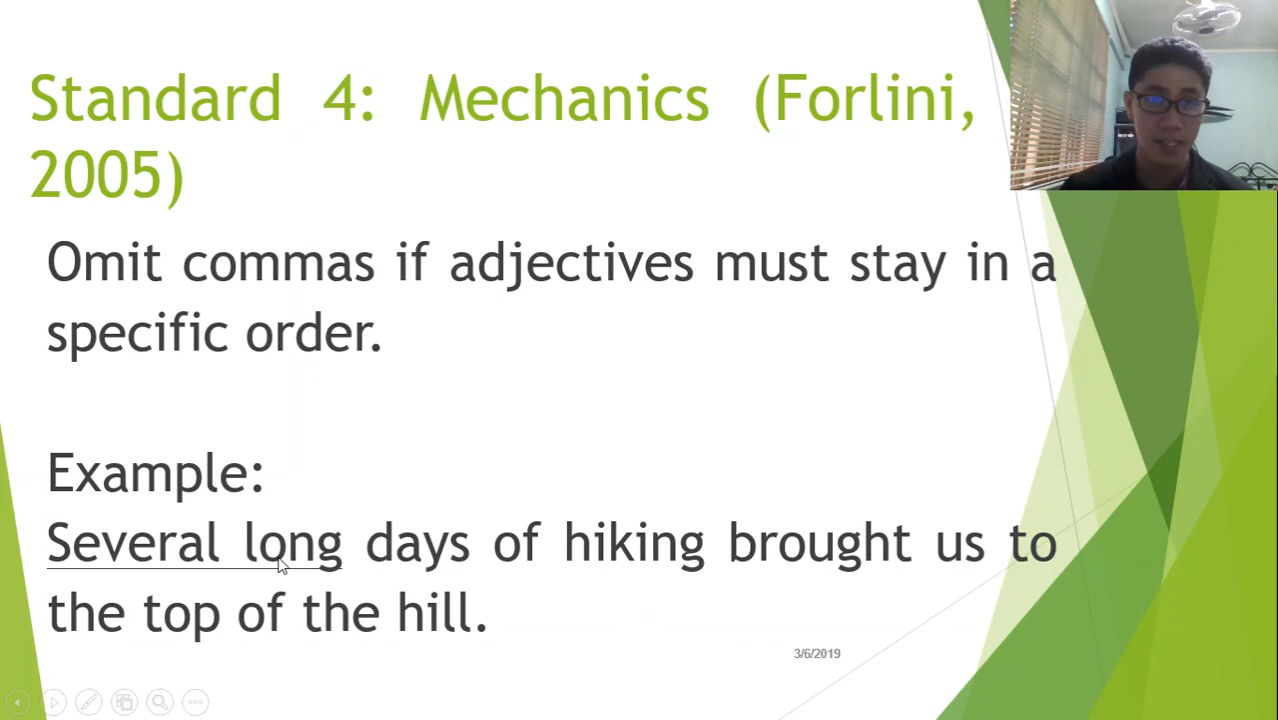 Standard 4: Mechanics (Forlini,
2005)
Omit commas if adjectives must stay in a
specific order.
Example:
Several long days of hiking brought us to
the top of the hill.
3/6/2019